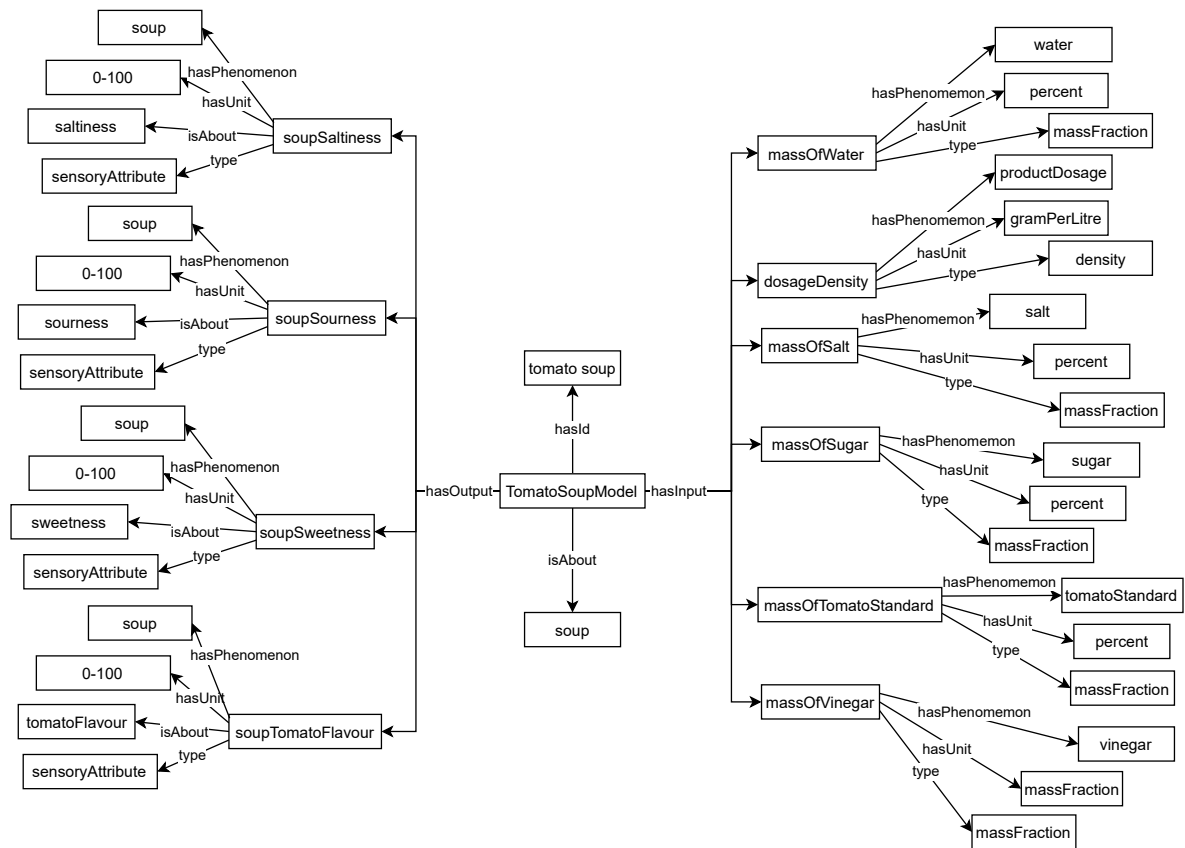 soup
0-100
hasPhenomenon
hasUnit
saltiness
isAbout
soupSaltiness
type
sensoryAttribute
soup
hasPhenomenon
0-100
hasUnit
sourness
isAbout
soupSourness
type
sensoryAttribute
soup
hasPhenomenon
0-100
hasUnit
sweetness
isAbout
soupSweetness
type
sensoryAttribute
soup
hasPhenomenon
0-100
hasUnit
tomatoFlavour
isAbout
soupTomatoFlavour
type
sensoryAttribute
hasOutput
tomato soup
hasId
TomatoSoupModel
isAbout
soup
hasInput
water
hasPhenomemon
percent
hasUnit
massFraction
type
massOfWater
productDosage
hasPhenomemon
gramPerLitre
hasUnit
density
type
dosageDensity
salt
hasPhenomemon
massOfSalt
hasUnit
percent
type
massFraction
massOfSugar
hasPhenomemon
sugar
hasUnit
percent
type
massFraction
hasPhenomemon
tomatoStandard
massOfTomatoStandard
hasUnit
percent
type
massFraction
massOfVinegar
hasPhenomemon
vinegar
hasUnit
massFraction
type
massFraction